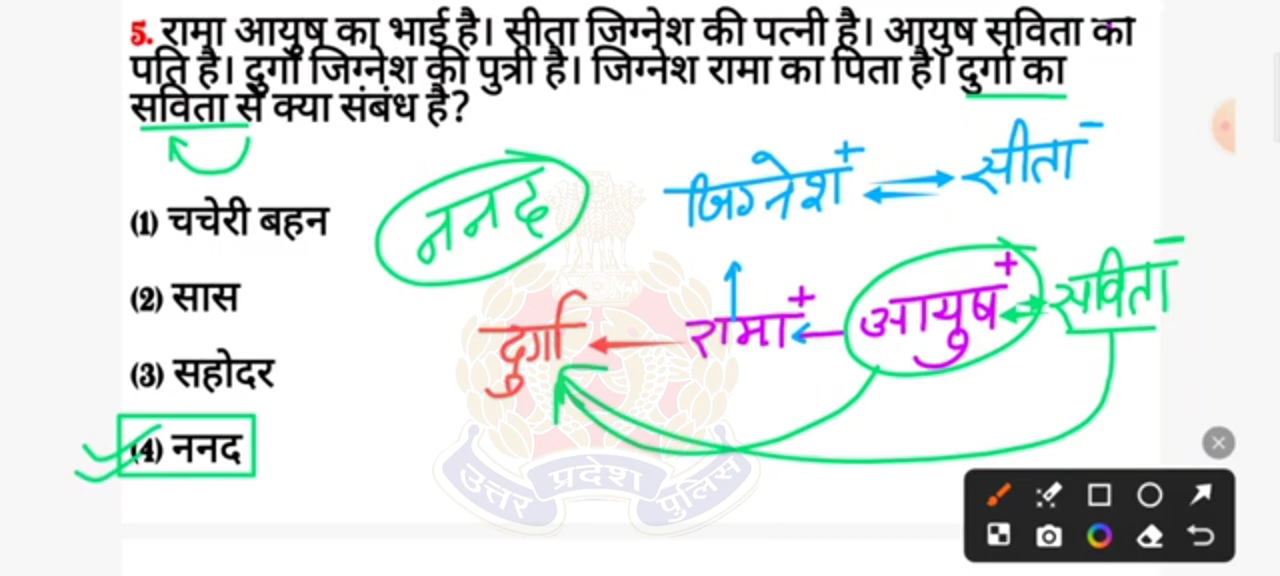 5. रामा आयुष का भाई है। सीता जिग्नेश की पत्नी है। आयुष सविता का
पति है। दुर्गा जिग्नेश की पुत्री है। जिग्नेश रामा का पिता है। दुर्गा का
सविता से क्या संबंध है?
जिग्नेश + सीता -
(1) चचेरी बहन
ननद
(2) सास
दुर्गा रामा + आयुष + सविता -
(3) सहोदर
(4) ननद
उत्तर प्रदेश पुलिस